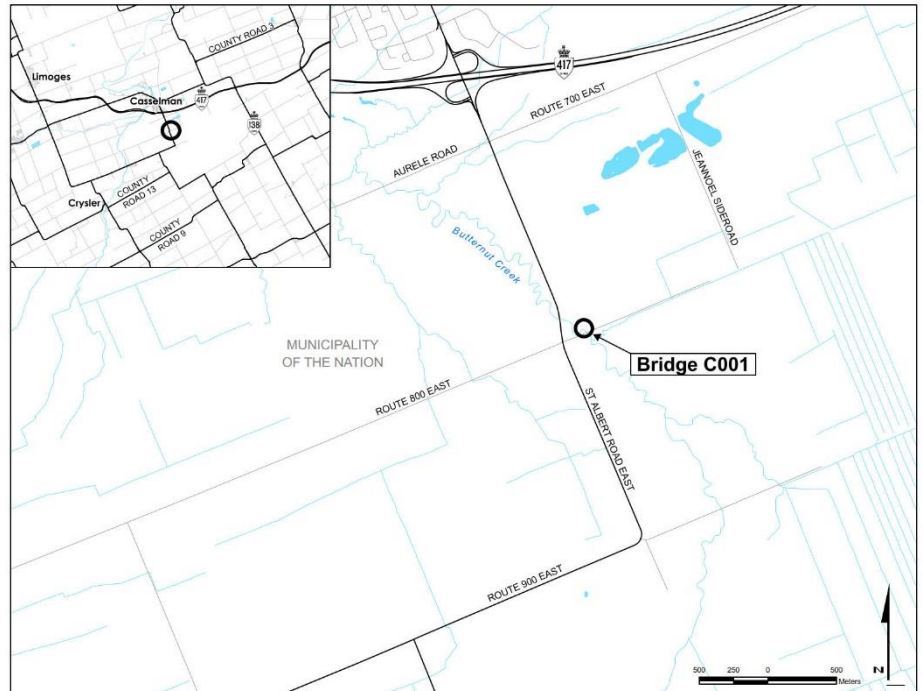 COUNTY ROAD 3
Limoges
Casselman
417
138
COUNTY
ROAD 13
Crysler
COUNTY
ROAD 9
417
ROUTE 700 EAST
AURELE ROAD
JEANNOEL SIDEROAD
Butternut Creek
MUNICIPALITY
OF THE NATION
Bridge C001
ROUTE 800 EAST
ST ALBERT ROAD EAST
ROUTE 900 EAST
500 250 0 500
Meters
N